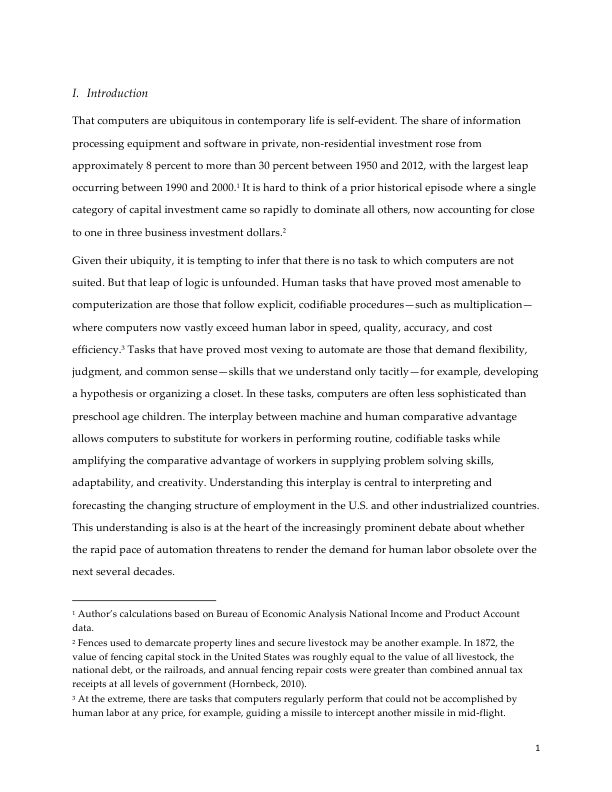 I. Introduction
That computers are ubiquitous in contemporary life is self-evident. The share of information
processing equipment and software in private, non-residential investment rose from
approximately 8 percent to more than 30 percent between 1950 and 2012, with the largest leap
occurring between 1990 and 2000.¹ It is hard to think of a prior historical episode where a single
category of capital investment came so rapidly to dominate all others, now accounting for close
to one in three business investment dollars.²
Given their ubiquity, it is tempting to infer that there is no task to which computers are not
suited. But that leap of logic is unfounded. Human tasks that have proved most amenable to
computerization are those that follow explicit, codifiable procedures—such as multiplication—
where computers now vastly exceed human labor in speed, quality, accuracy, and cost
efficiency.³ Tasks that have proved most vexing to automate are those that demand flexibility,
judgment, and common sense—skills that we understand only tacitly—for example, developing
a hypothesis or organizing a closet. In these tasks, computers are often less sophisticated than
preschool age children. The interplay between machine and human comparative advantage
allows computers to substitute for workers in performing routine, codifiable tasks while
amplifying the comparative advantage of workers in supplying problem solving skills,
adaptability, and creativity. Understanding this interplay is central to interpreting and
forecasting the changing structure of employment in the U.S. and other industrialized countries.
This understanding is also is at the heart of the increasingly prominent debate about whether
the rapid pace of automation threatens to render the demand for human labor obsolete over the
next several decades.
¹ Author's calculations based on Bureau of Economic Analysis National Income and Product Account
data.
² Fences used to demarcate property lines and secure livestock may be another example. In 1872, the
value of fencing capital stock in the United States was roughly equal to the value of all livestock, the
national debt, or the railroads, and annual fencing repair costs were greater than combined annual tax
receipts at all levels of government (Hornbeck, 2010).
³ At the extreme, there are tasks that computers regularly perform that could not be accomplished by
human labor at any price, for example, guiding a missile to intercept another missile in mid-flight.
1